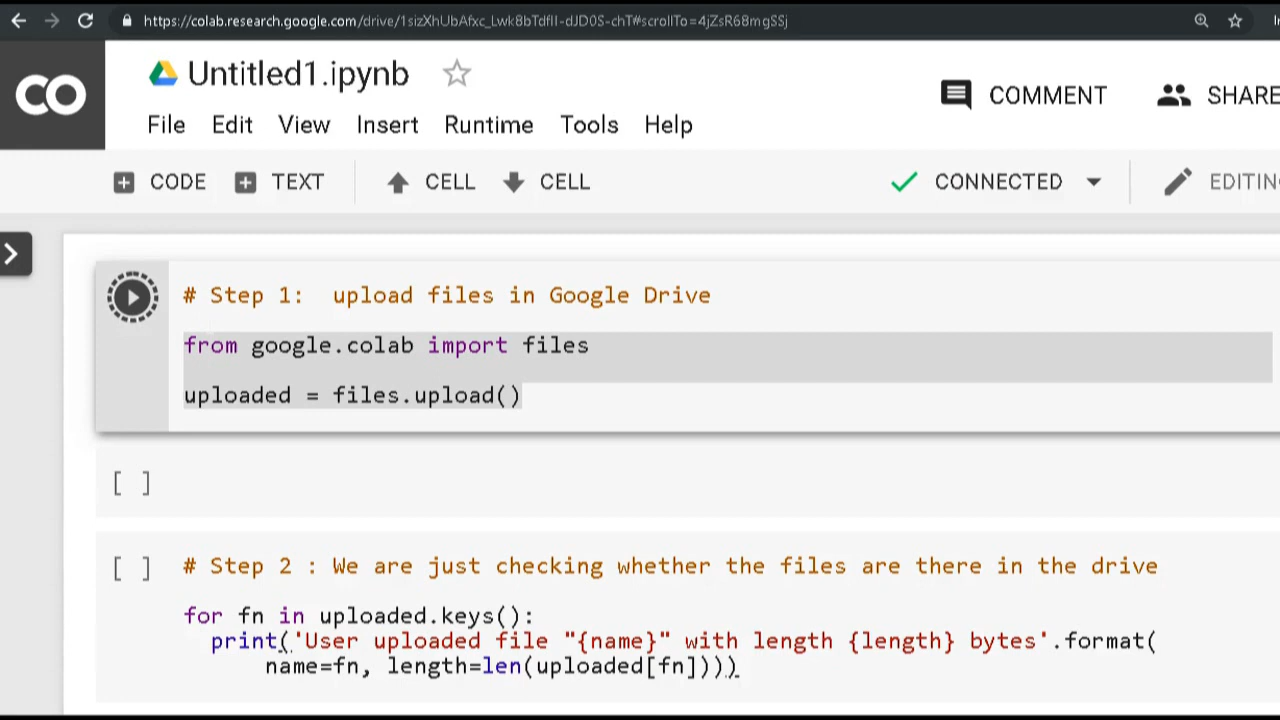 https://colab.research.google.com/drive/1sizXhUbAfxc_Lwk8bTdfII-dJD0S-chT#scrollTo=4jZsR68mgSSj
CO
Untitled1.ipynb
COMMENT
SHARE
File Edit View Insert Runtime Tools Help
CODE TEXT CELL CELL CONNECTED EDITIN
# Step 1:  upload files in Google Drive
from google.colab import files
uploaded = files.upload()
[ ]
[ ] # Step 2 : We are just checking whether the files are there in the drive
for fn in uploaded.keys():
print('User uploaded file "{name}" with length {length} bytes'.format(
name=fn, length=len(uploaded[fn])))